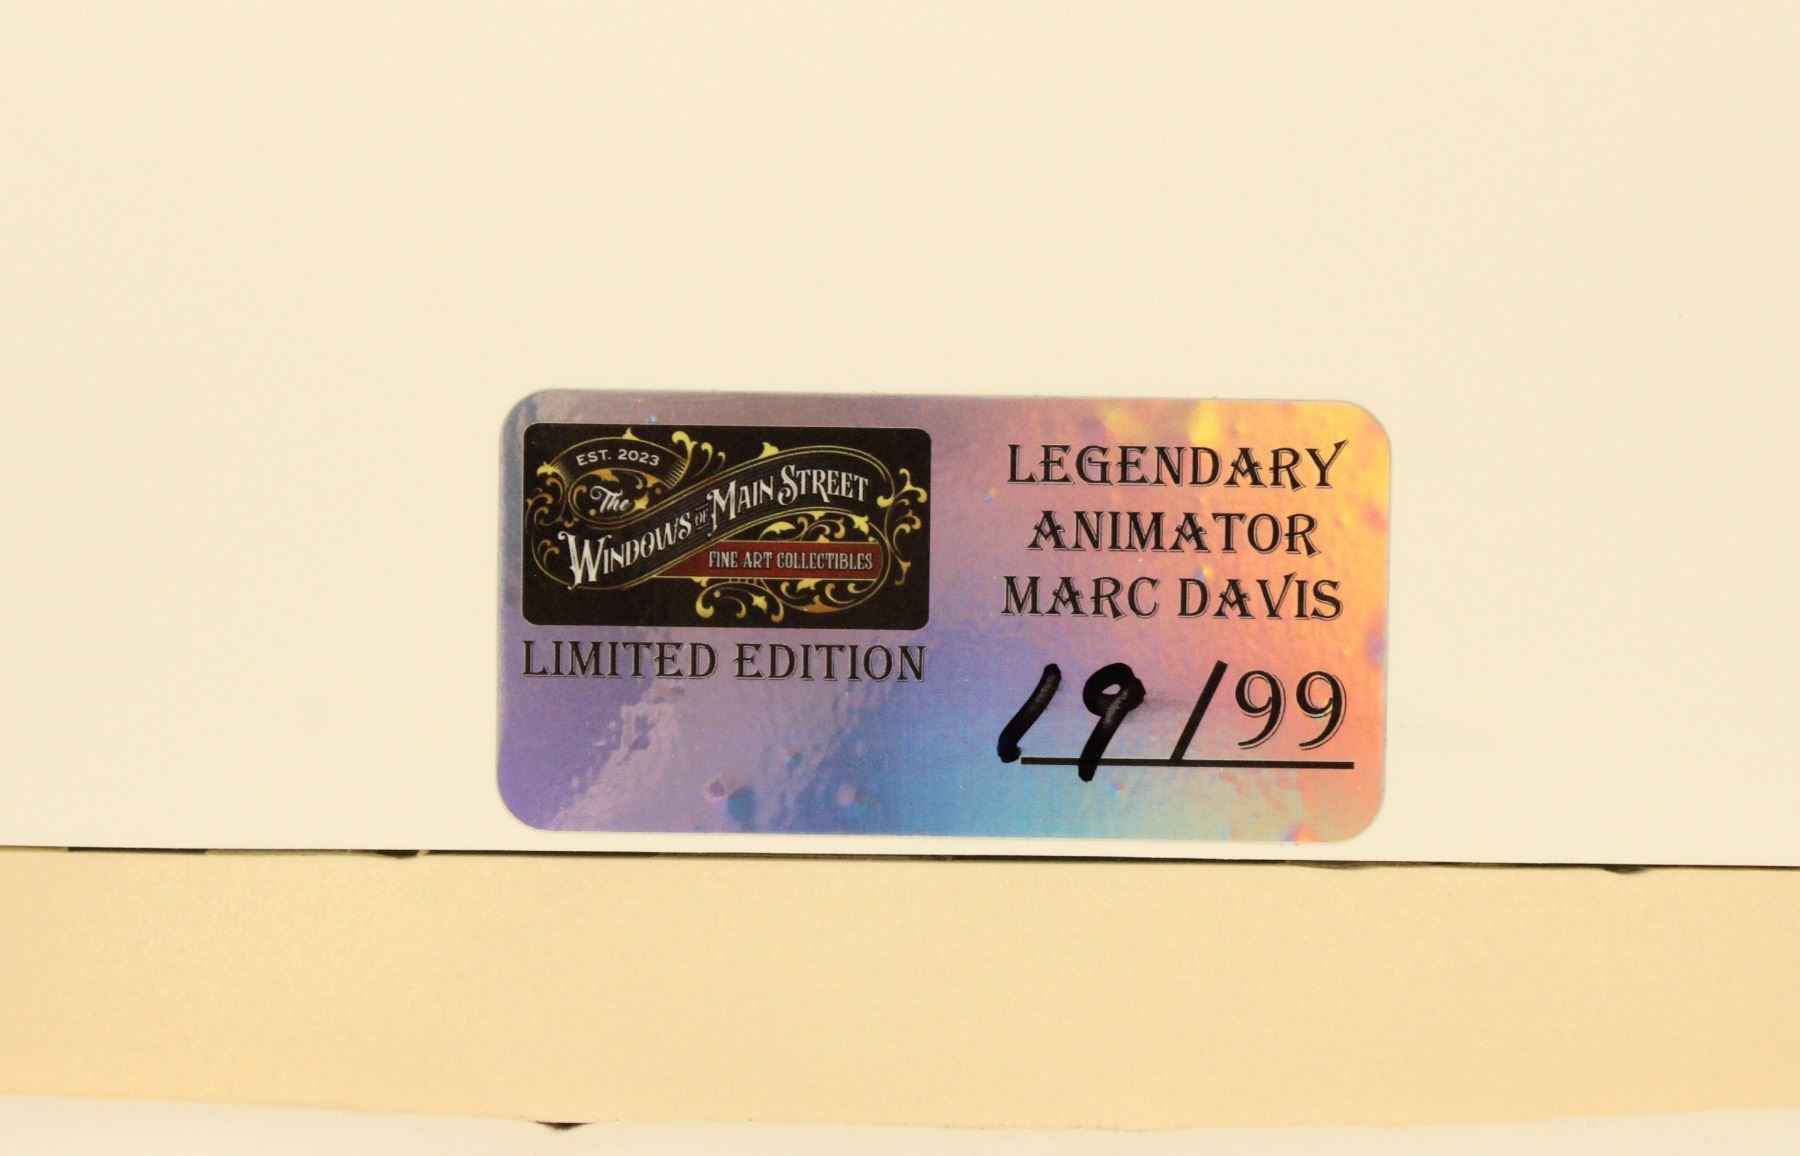 EST. 2023
The
WINDOWS OF MAIN STREET
FINE ART COLLECTIBLES
LIMITED EDITION
LEGENDARY
ANIMATOR
MARC DAVIS
19/99